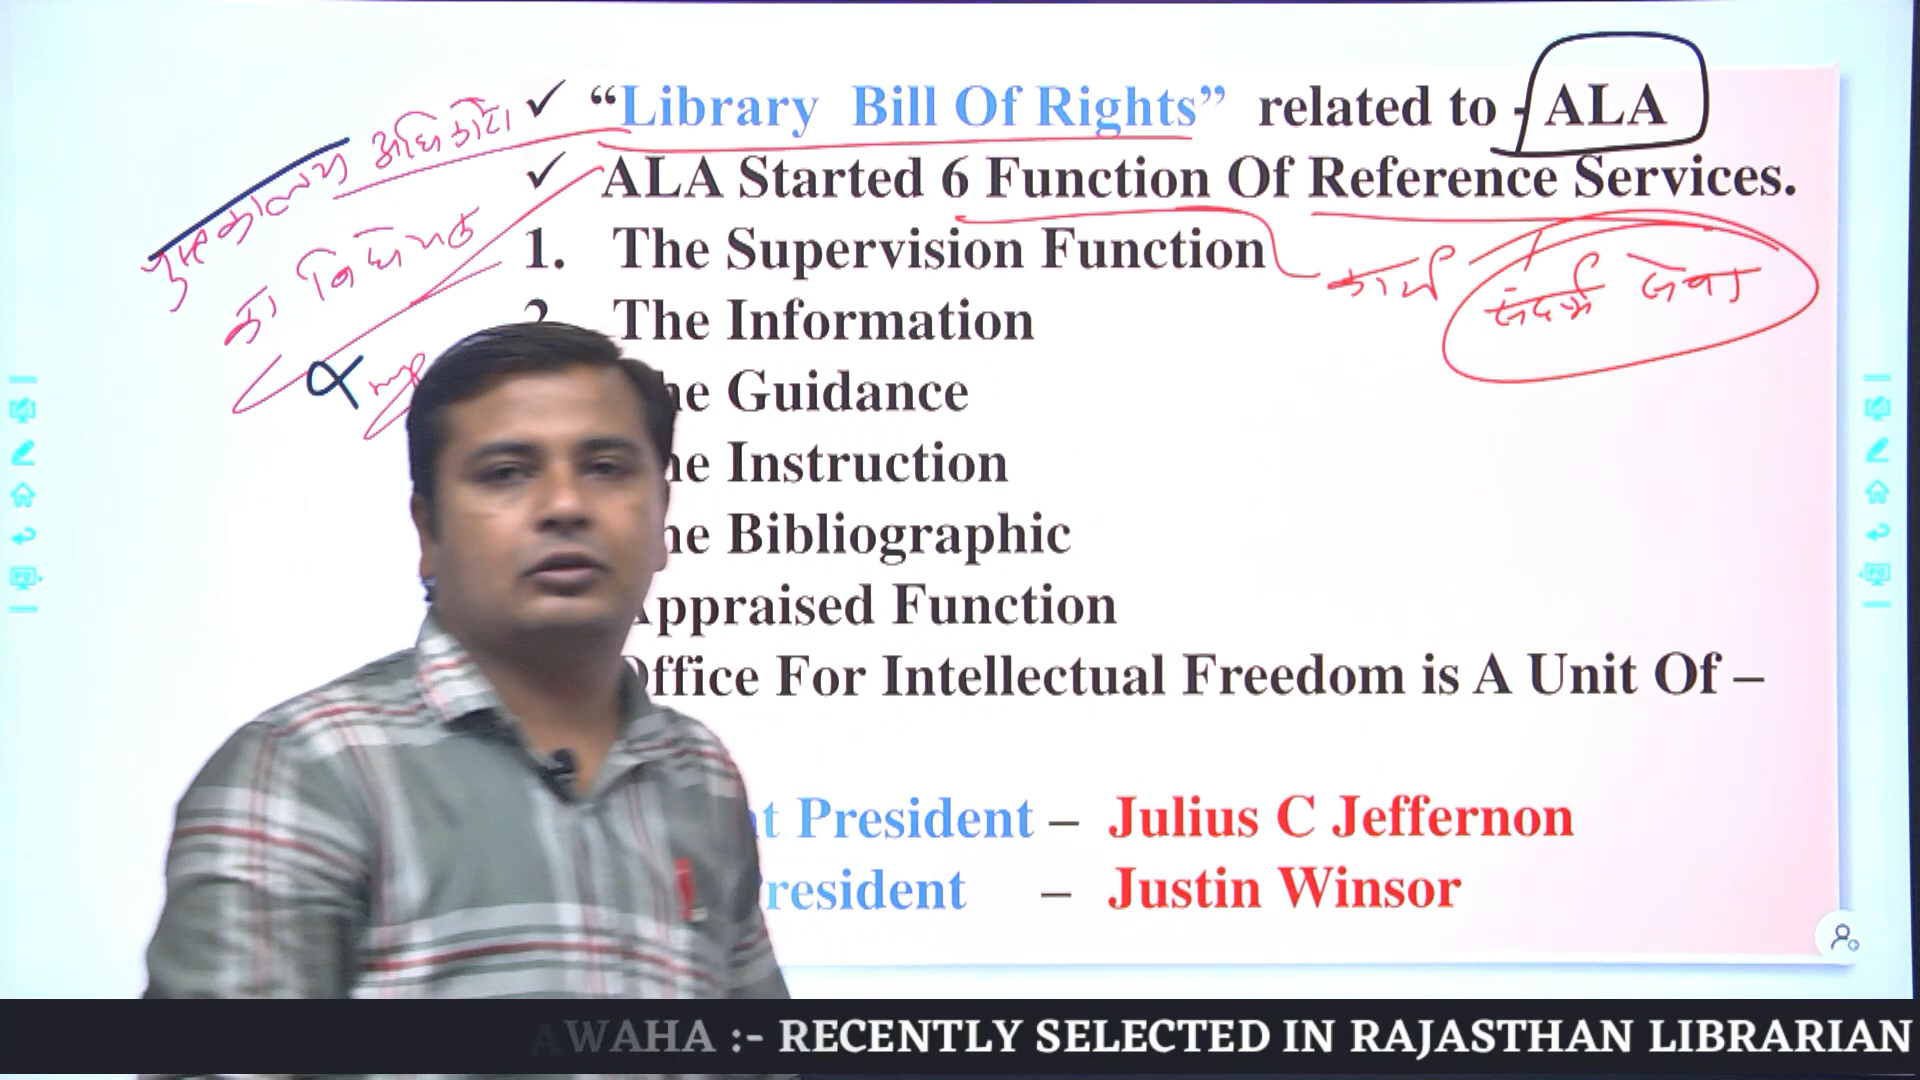 ✓ “Library Bill Of Rights” related to - ALA
पुस्तकालय अधिकारों
✓ ALA Started 6 Function Of Reference Services.
का विधेयक
1. The Supervision Function
कार्य संदर्भ सेवा
2. The Information
he Guidance
he Instruction
he Bibliographic
Appraised Function
Office For Intellectual Freedom is A Unit Of –
t President – Julius C Jeffernon
resident – Justin Winsor
AWAHA :- RECENTLY SELECTED IN RAJASTHAN LIBRARIAN